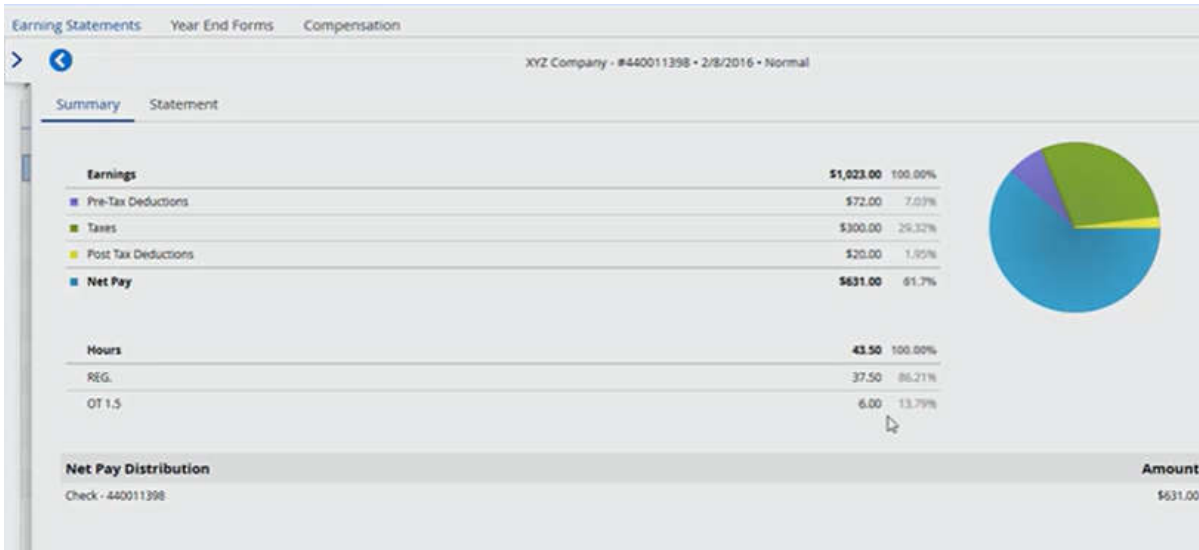 Earning Statements Year End Forms Compensation
XYZ Company - #440011398 • 2/8/2016 • Normal
Summary Statement
Earnings $1,023.00 100.00%
Pre-Tax Deductions $72.00 7.03%
Taxes $300.00 29.32%
Post Tax Deductions $20.00 1.95%
Net Pay $631.00 61.7%
Hours 43.50 100.00%
REG. 37.50 86.21%
OT 1.5 6.00 13.79%
Net Pay Distribution Amount
Check - 440011398 $631.00